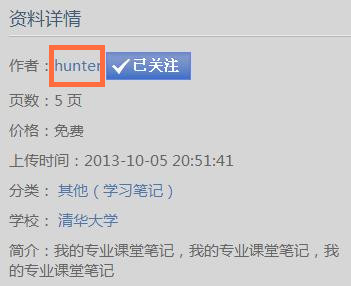 资料详情
作者：hunter 已关注
页数：5 页
价格：免费
上传时间：2013-10-05 20:51:41
分类： 其他（学习笔记）
学校： 清华大学
简介：我的专业课堂笔记，我的专业课堂笔记，我
的专业课堂笔记